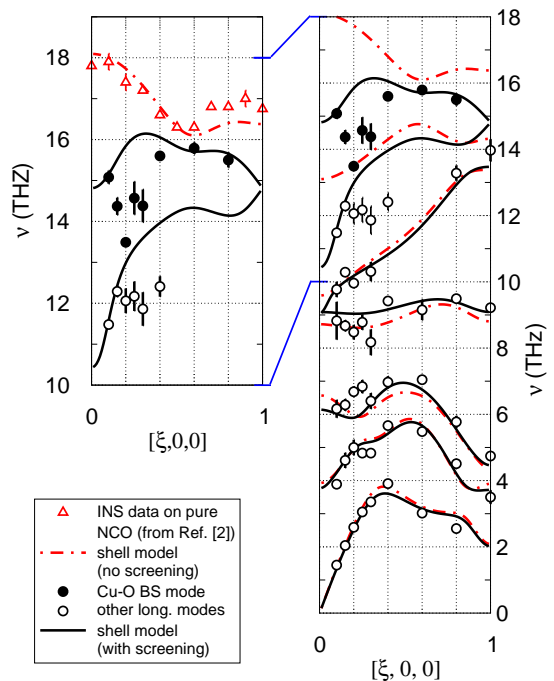 18
16
14
12
10
ν (THZ)
0
1
[ξ,0,0]
18
16
14
12
10
8
6
4
2
0
ν (THz)
0
1
[ξ, 0, 0]
INS data on pure
NCO (from Ref. [2])
shell model
(no screening)
Cu-O BS mode
other long. modes
shell model
(with screening)